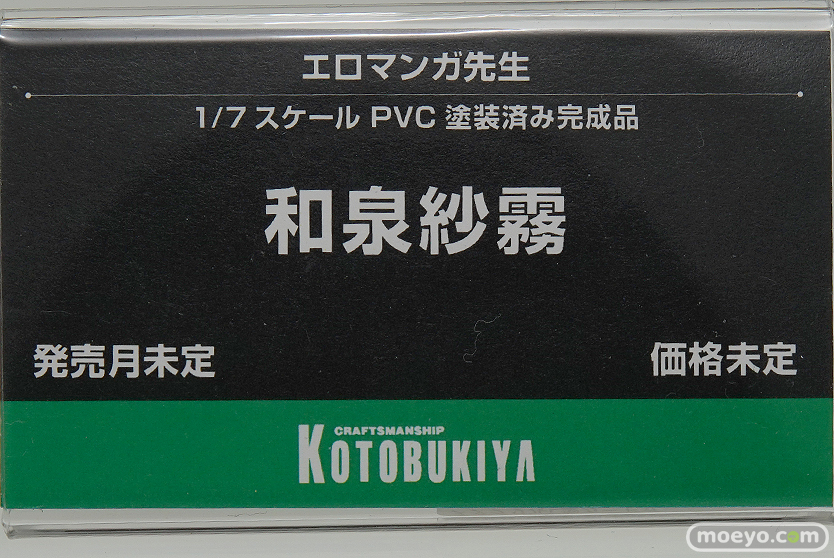 エロマンガ先生
1/7スケール PVC 塗装済み完成品
和泉紗霧
発売月未定
価格未定
CRAFTSMANSHIP
KOTOBUKIYA
moeyo.com